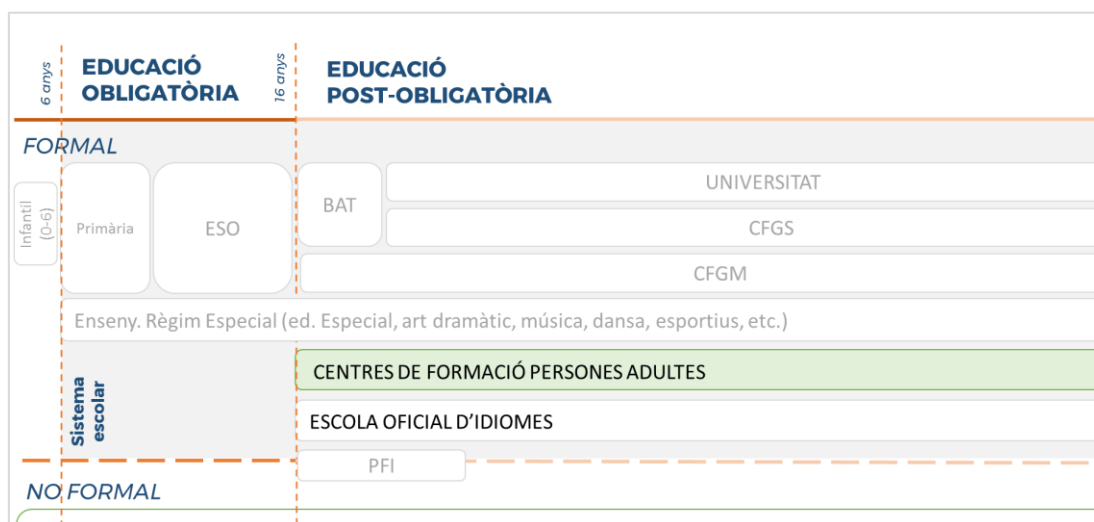 6 anys
EDUCACIÓ
OBLIGATÒRIA
16 anys
EDUCACIÓ
POST-OBLIGATÒRIA
FORMAL
Infantil
(0-6)
Primària
ESO
BAT
UNIVERSITAT
CFGS
CFGM
Enseny. Règim Especial (ed. Especial, art dramàtic, música, dansa, esportius, etc.)
Sistema
escolar
CENTRES DE FORMACIÓ PERSONES ADULTES
ESCOLA OFICIAL D'IDIOMES
PFI
NO FORMAL